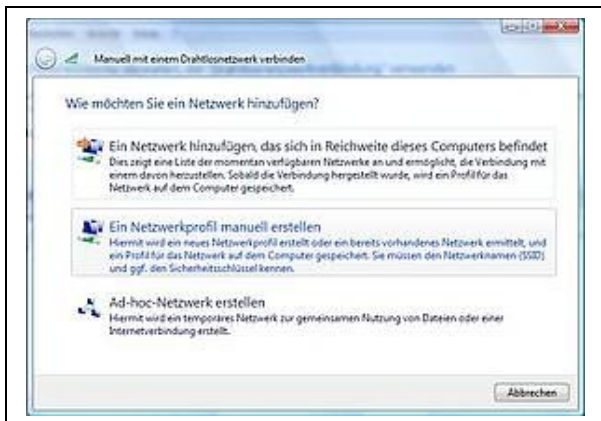 Manuell mit einem Drahtlosnetzwerk verbinden
Wie möchten Sie ein Netzwerk hinzufügen?
Ein Netzwerk hinzufügen, das sich in Reichweite dieses Computers befindet
Dies zeigt eine Liste der momentan verfügbaren Netzwerke an und ermöglicht, die Verbindung mit
einem davon herzustellen. Sobald die Verbindung hergestellt wurde, wird ein Profil für das
Netzwerk auf dem Computer gespeichert.
Ein Netzwerkprofil manuell erstellen
Hiermit wird ein neues Netzwerkprofil erstellt oder ein bereits vorhandenes Netzwerk ermittelt, und
ein Profil für das Netzwerk auf dem Computer gespeichert. Sie müssen den Netzwerknamen (SSID)
und ggf. den Sicherheitsschlüssel kennen.
Ad-hoc-Netzwerk erstellen
Hiermit wird ein temporäres Netzwerk zur gemeinsamen Nutzung von Dateien oder einer
Internetverbindung erstellt.
Abbrechen